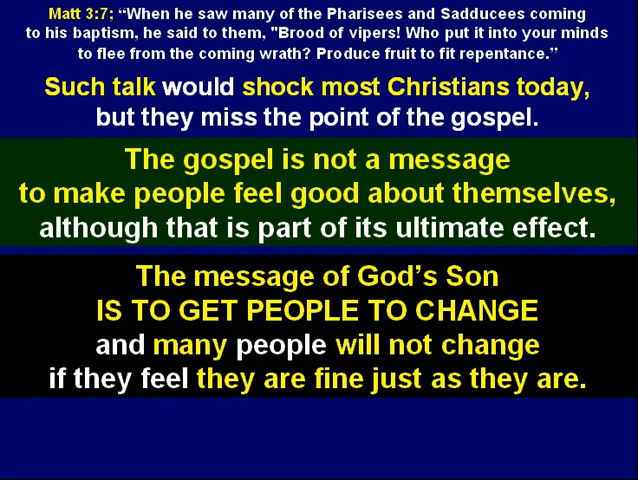 Matt 3:7; “When he saw many of the Pharisees and Sadducees coming
to his baptism, he said to them, "Brood of vipers! Who put it into your minds
to flee from the coming wrath? Produce fruit to fit repentance.”
Such talk would shock most Christians today,
but they miss the point of the gospel.
The gospel is not a message
to make people feel good about themselves,
although that is part of its ultimate effect.
The message of God’s Son
IS TO GET PEOPLE TO CHANGE
and many people will not change
if they feel they are fine just as they are.